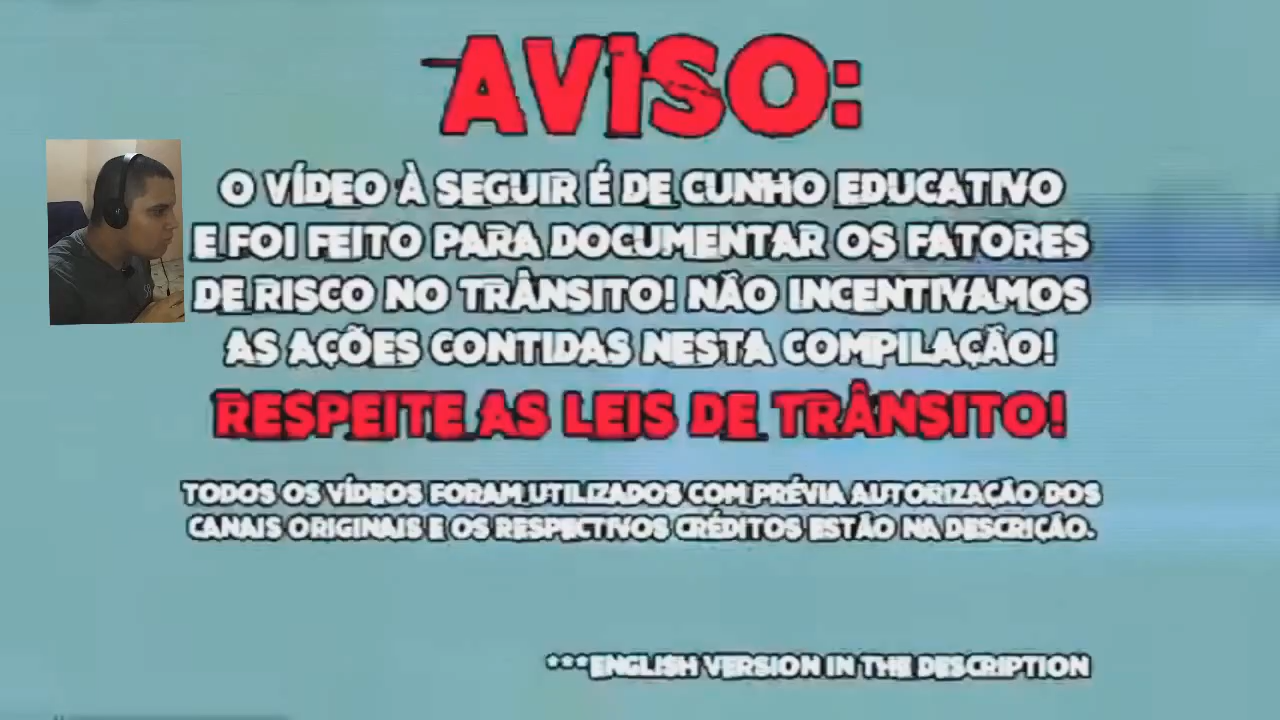 AVISO:
O VÍDEO À SEGUIR É DE CUNHO EDUCATIVO
E FOI FEITO PARA DOCUMENTAR OS FATORES
DE RISCO NO TRÂNSITO! NÃO INCENTIVAMOS
AS AÇÕES CONTIDAS NESTA COMPILAÇÃO!
RESPEITE AS LEIS DE TRÂNSITO!
TODOS OS VÍDEOS FORAM UTILIZADOS COM PRÉVIA AUTORIZAÇÃO DOS
CANAIS ORIGINAIS E OS RESPECTIVOS CRÉDITOS ESTÃO NA DESCRIÇÃO.
***ENGLISH VERSION IN THE DESCRIPTION